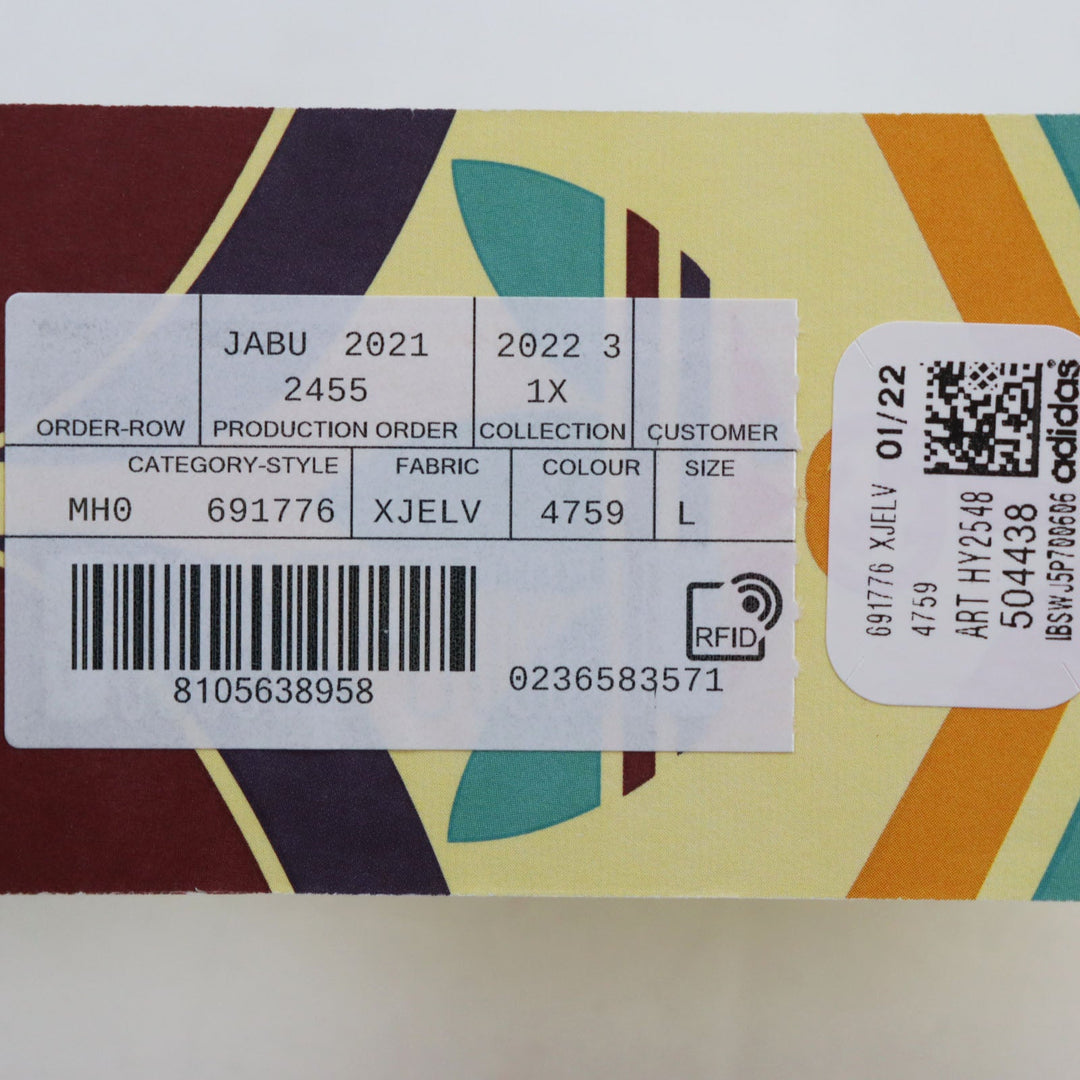 JABU 2021
2455
2022 3
1X
ORDER-ROW
PRODUCTION ORDER
COLLECTION
CUSTOMER
CATEGORY-STYLE
FABRIC
COLOUR
SIZE
MH0 691776
XJELV
4759
L
8105638958
RFID
0236583571
01/22
691776 XJELV
4759
ART HY2548
504438
IBSWJ5P700606
adidas®